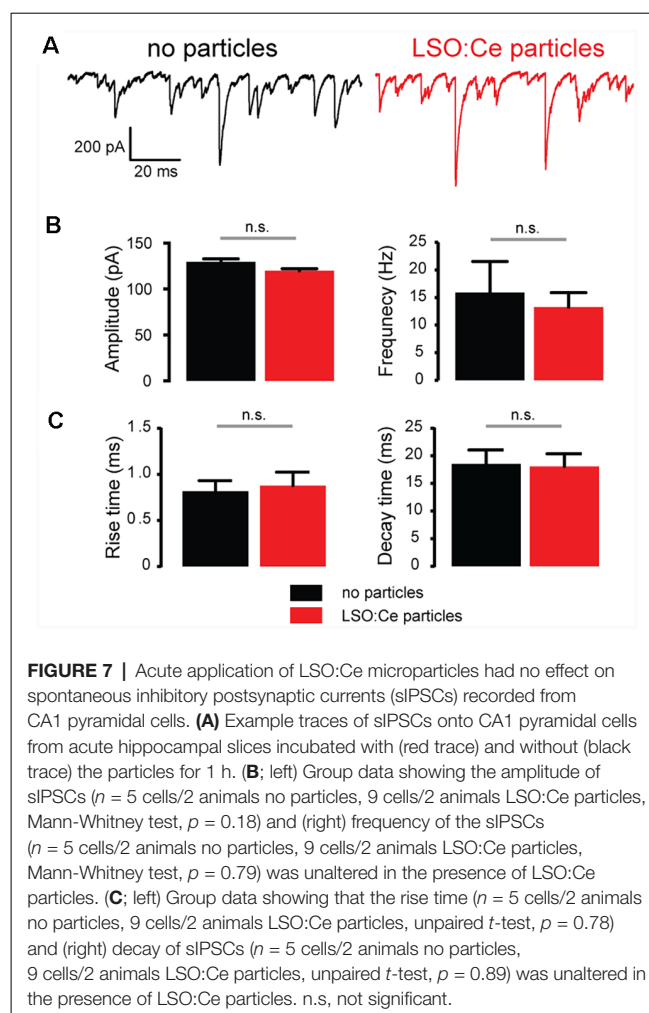 A
no particles
LSO:Ce particles
200 pA
20 ms
B
n.s.
150
100
50
0
Amplitude (pA)
n.s.
25
20
15
10
5
0
Frequnecy (Hz)
C
n.s.
1.5
1.0
0.5
0
Rise time (ms)
n.s.
25
20
15
10
5
0
Decay time (ms)
no particles
LSO:Ce particles
FIGURE 7 | Acute application of LSO:Ce microparticles had no effect on
spontaneous inhibitory postsynaptic currents (sIPSCs) recorded from
CA1 pyramidal cells. (A) Example traces of sIPSCs onto CA1 pyramidal cells
from acute hippocampal slices incubated with (red trace) and without (black
trace) the particles for 1 h. (B; left) Group data showing the amplitude of
sIPSCs (n = 5 cells/2 animals no particles, 9 cells/2 animals LSO:Ce particles,
Mann-Whitney test, p = 0.18) and (right) frequency of the sIPSCs
(n = 5 cells/2 animals no particles, 9 cells/2 animals LSO:Ce particles,
Mann-Whitney test, p = 0.79) was unaltered in the presence of LSO:Ce
particles. (C; left) Group data showing that the rise time (n = 5 cells/2 animals
no particles, 9 cells/2 animals LSO:Ce particles, unpaired t-test, p = 0.78)
and (right) decay of sIPSCs (n = 5 cells/2 animals no particles,
9 cells/2 animals LSO:Ce particles, unpaired t-test, p = 0.89) was unaltered in
the presence of LSO:Ce particles. n.s, not significant.